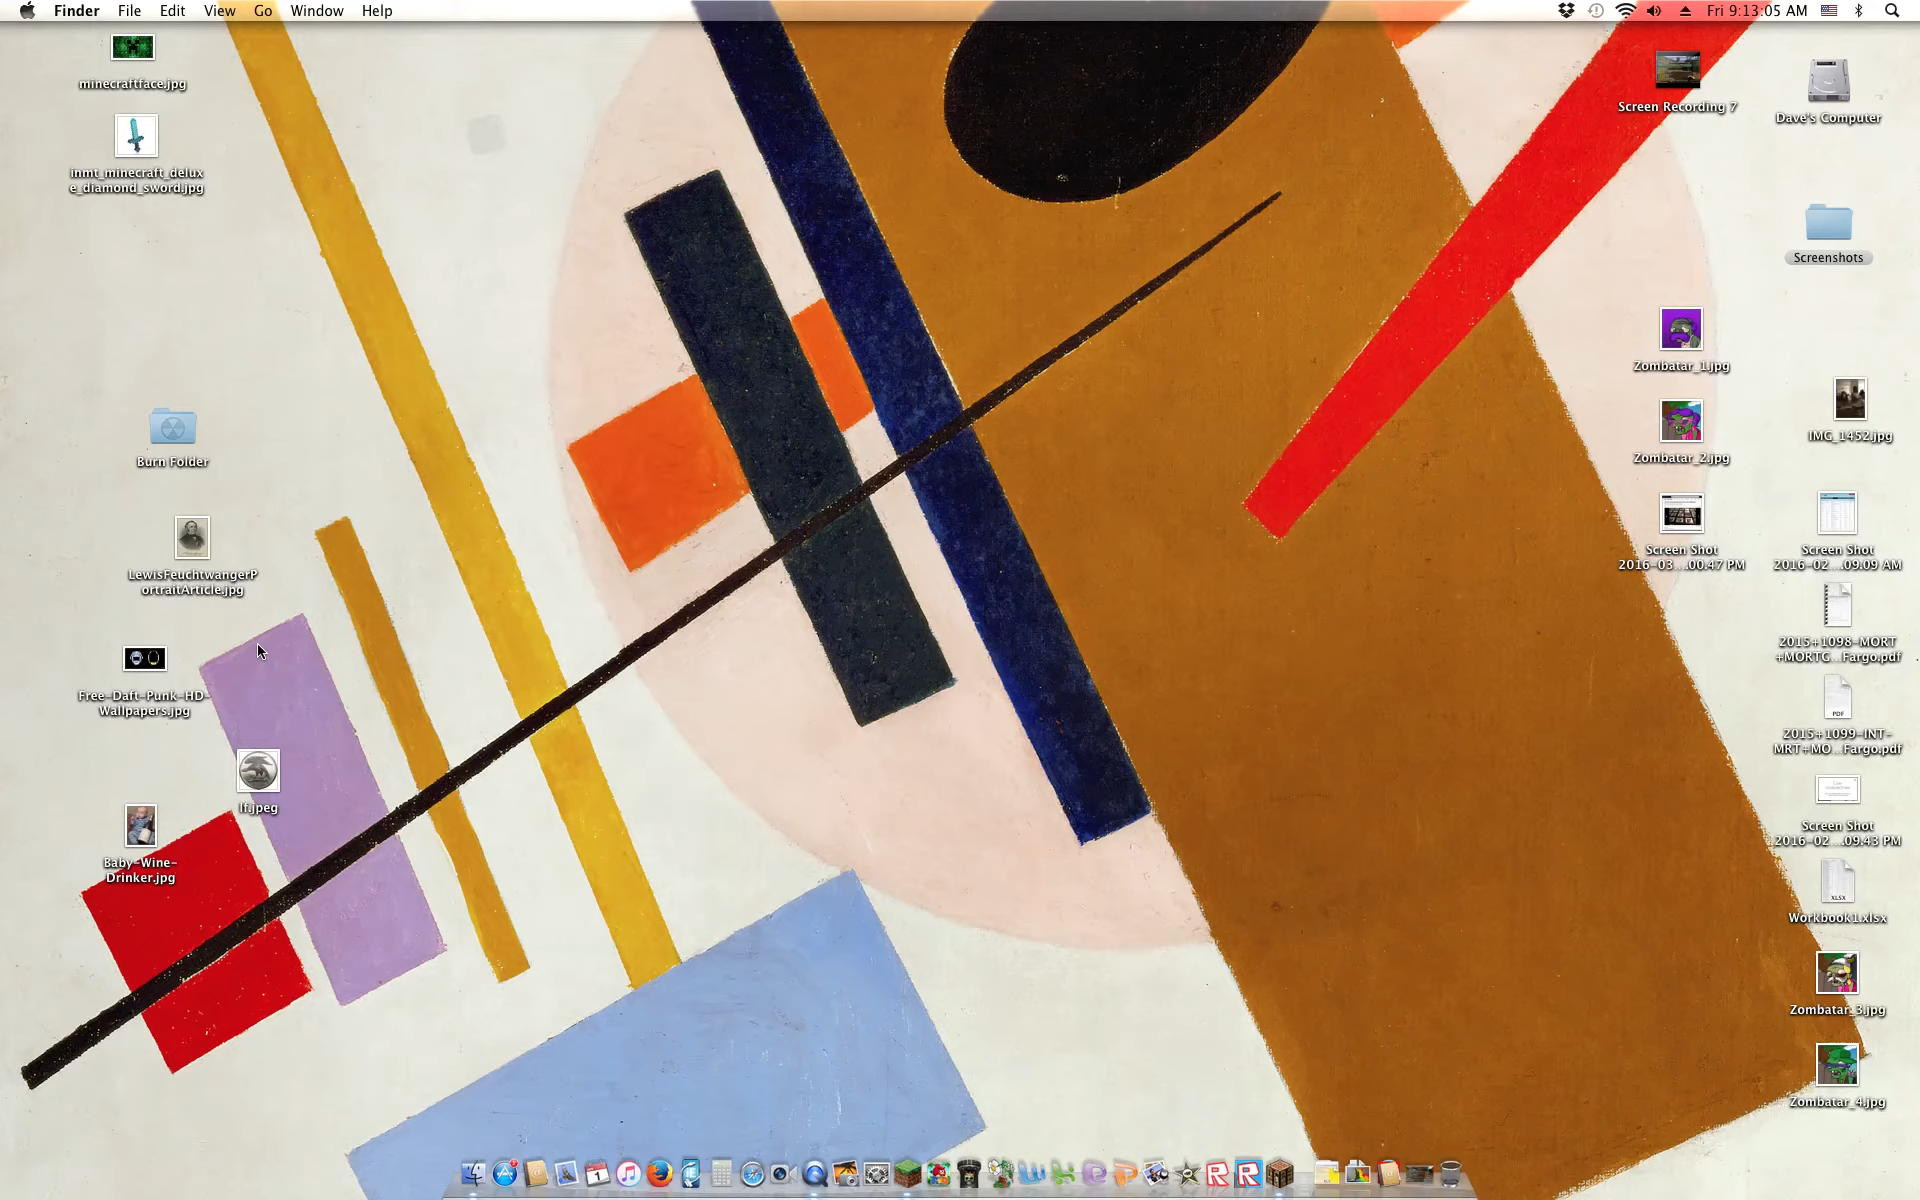 Finder File Edit View Go Window Help
Fri 9:13:05 AM
minecraftface.jpg
inmt_minecraft_delux
e_diamond_sword.jpg
Burn Folder
LewisFeuchtwangerP
ortraitArticle.jpg
Free-Daft-Punk-HD-
Wallpapers.jpg
lf.jpeg
Baby-Wine-
Drinker.jpg
Screen Recording 7
Dave's Computer
Screenshots
Zombatar_1.jpg
IMG_1452.jpg
Zombatar_2.jpg
Screen Shot
2016-03....00.47 PM
Screen Shot
2016-02....09.09 AM
2015+1098-MORT
+MORTG...Fargo.pdf
PDF
2015+1099-INT-
MRT+MO...Fargo.pdf
Screen Shot
2016-02....09.43 PM
XLSX
Workbook1.xlsx
Zombatar_3.jpg
Zombatar_4.jpg